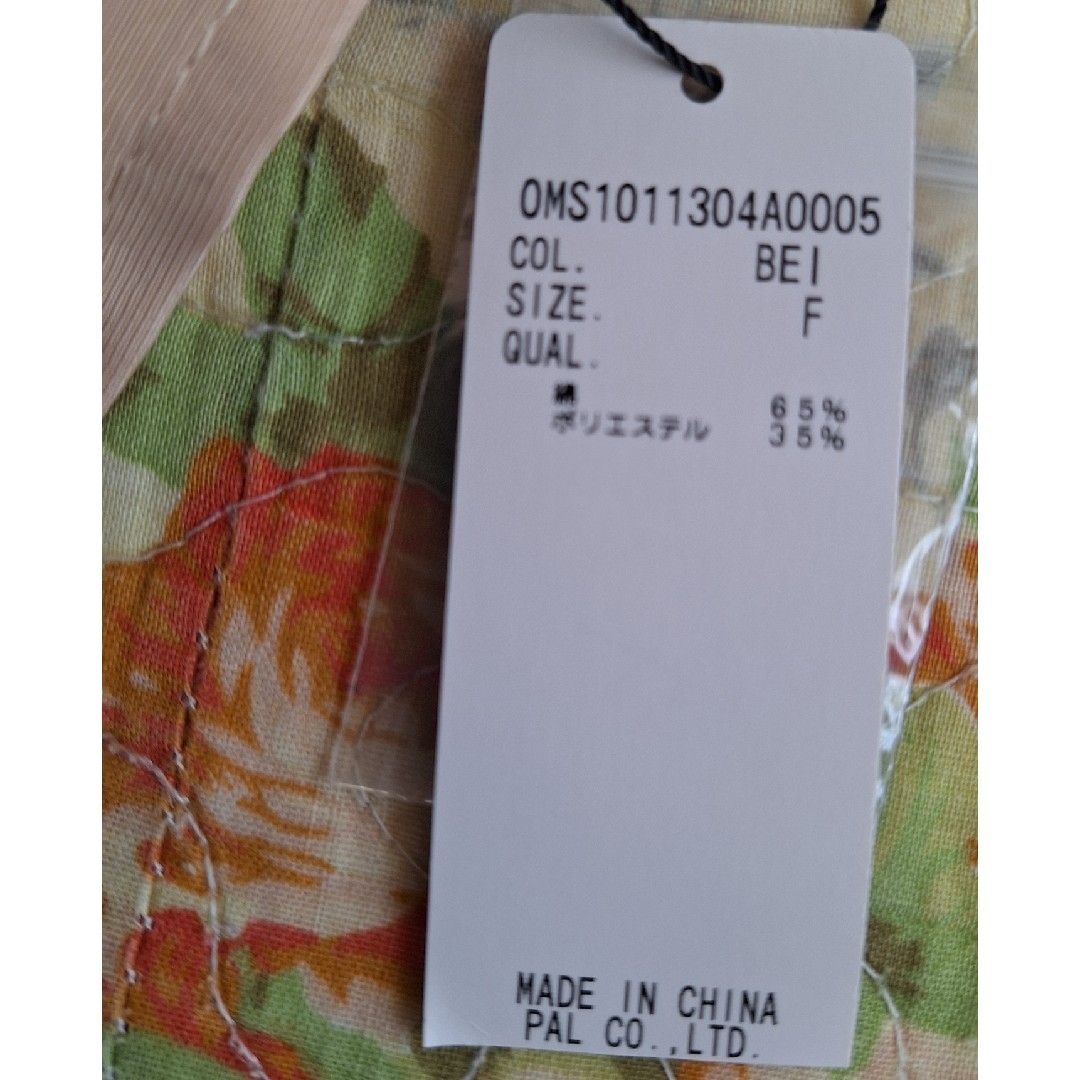 OMS1011304A0005
COL. BEI
SIZE. F
QUAL.
綿 65%
ポリエステル 35%
MADE IN CHINA
PAL CO.,LTD.